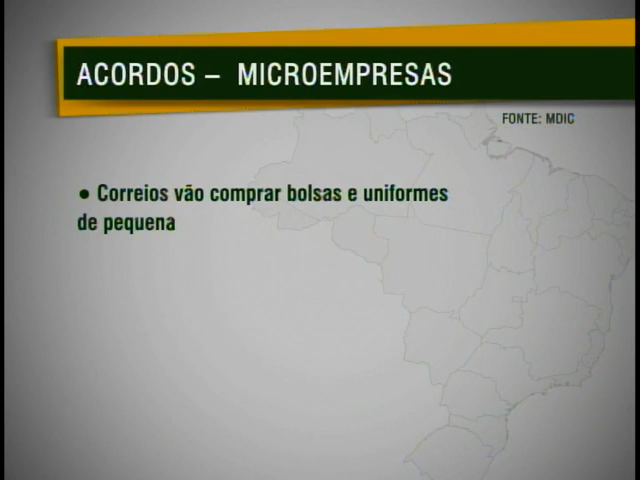 ACORDOS – MICROEMPRESAS
FONTE: MDIC
● Correios vão comprar bolsas e uniformes
de pequena